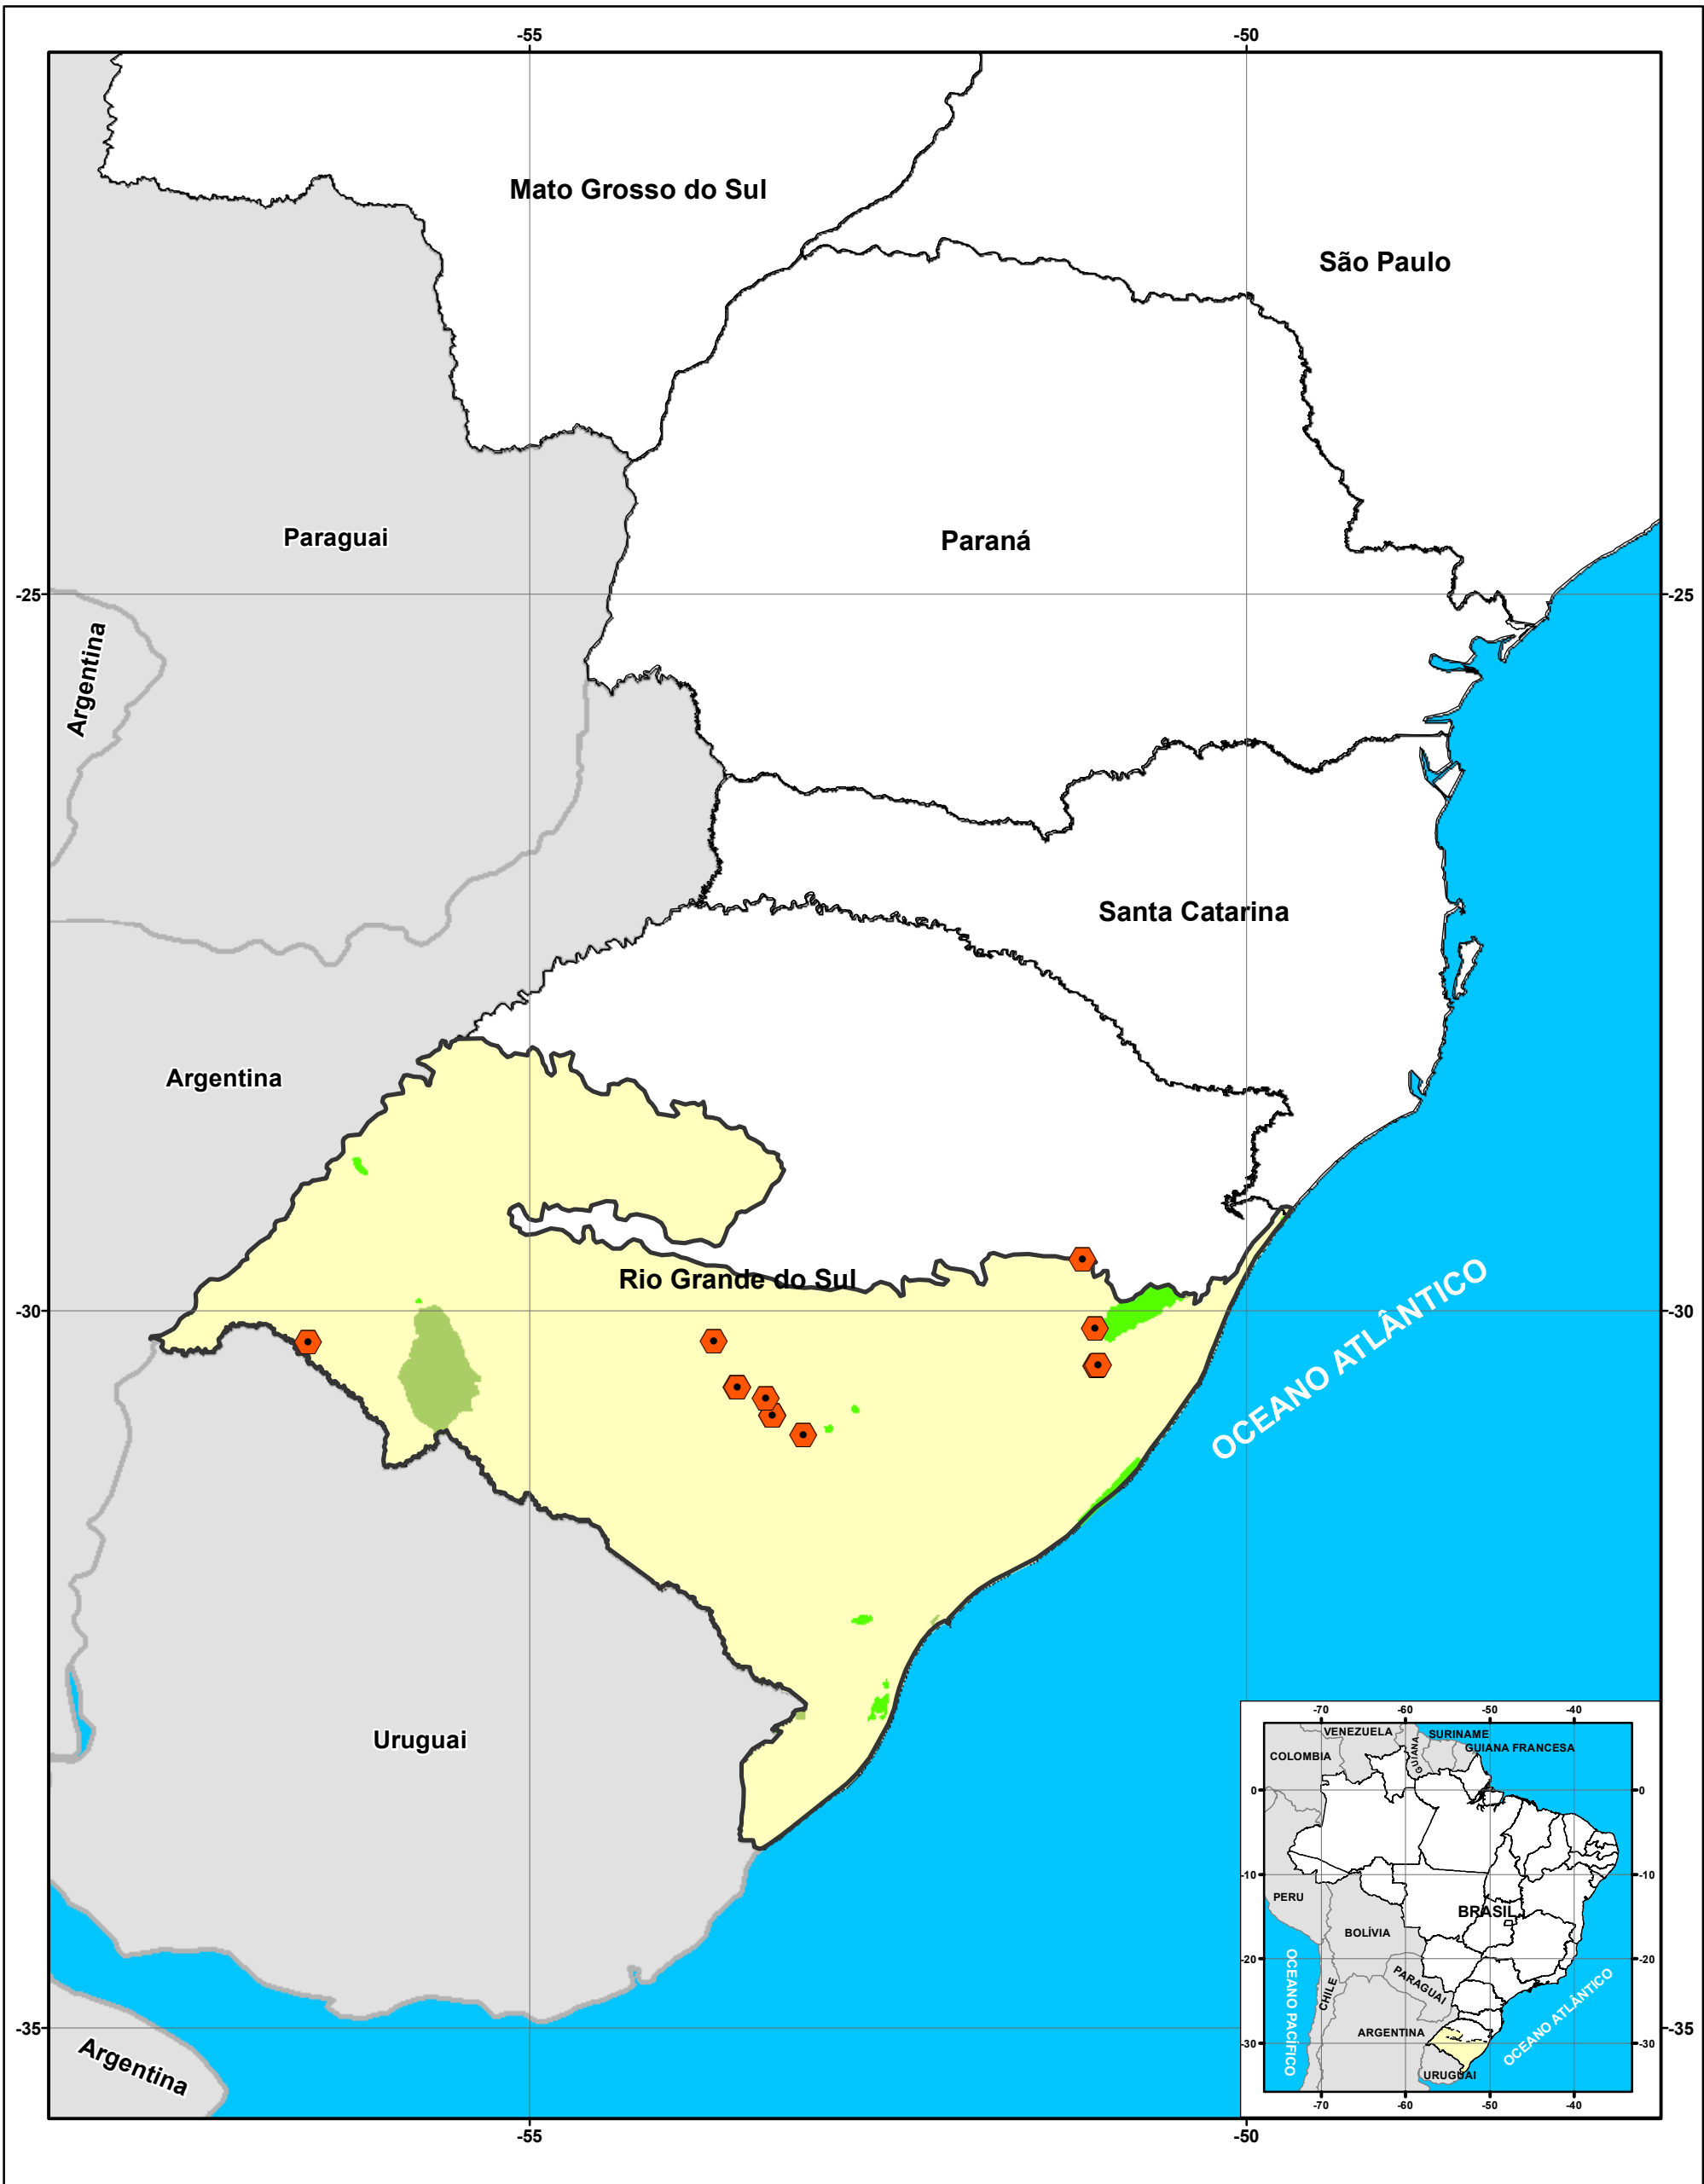 -55
-50
Mato Grosso do Sul
São Paulo
Paraguai
Paraná
-25
-25
Argentina
Santa Catarina
Argentina
Rio Grande do Sul
-30
-30
OCEANO ATLÂNTICO
Uruguai
-35
-35
Argentina
-55
-50
-70
-60
-50
-40
VENEZUELA
SURINAME
GUIANA
GUIANA FRANCESA
COLOMBIA
0
0
-10
-10
PERU
BRASIL
BOLÍVIA
-20
-20
OCEANO PACÍFICO
CHILE
PARAGUAI
OCEANO ATLÂNTICO
ARGENTINA
-30
-30
URUGUAI
-70
-60
-50
-40